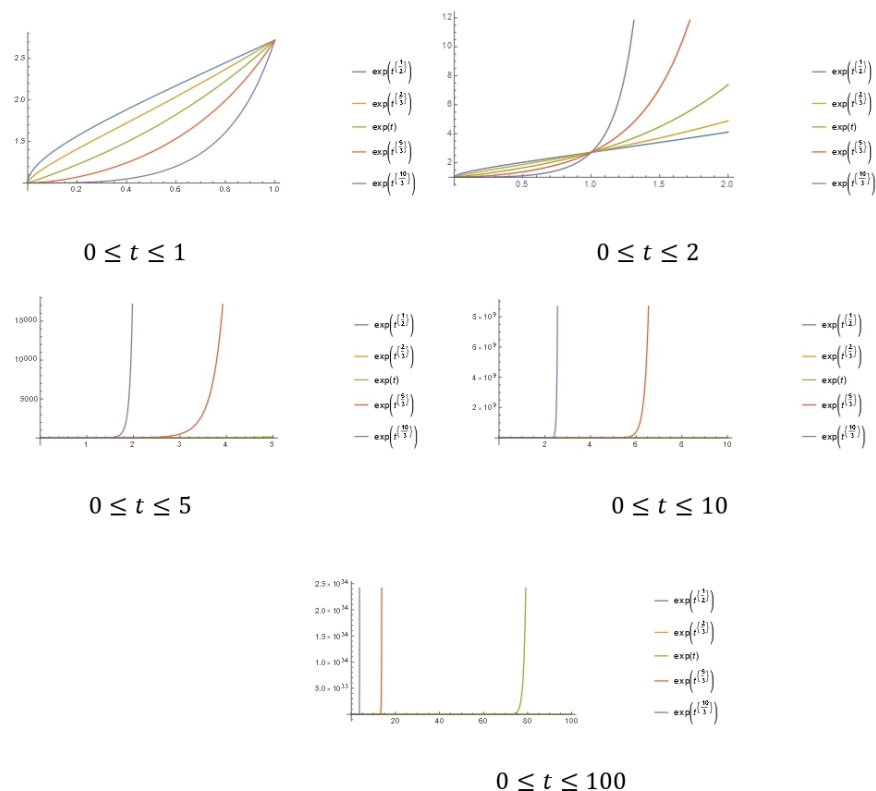 2.5
2.0
1.5
0.2 0.4 0.6 0.8 1.0
exp(t^{1/2})
exp(t^{2/3})
exp(t)
exp(t^{5/3})
exp(t^{10/3})
0 ≤ t ≤ 1
12
10
8
6
4
2
0.5 1.0 1.5 2.0
exp(t^{1/2})
exp(t^{2/3})
exp(t)
exp(t^{5/3})
exp(t^{10/3})
0 ≤ t ≤ 2
15000
10000
5000
1 2 3 4 5
exp(t^{1/2})
exp(t^{2/3})
exp(t)
exp(t^{5/3})
exp(t^{10/3})
0 ≤ t ≤ 5
8×10^9
6×10^9
4×10^9
2×10^9
2 4 6 8 10
exp(t^{1/2})
exp(t^{2/3})
exp(t)
exp(t^{5/3})
exp(t^{10/3})
0 ≤ t ≤ 10
2.5×10^34
2.0×10^34
1.5×10^34
1.0×10^34
5.0×10^33
20 40 60 80 100
exp(t^{1/2})
exp(t^{2/3})
exp(t)
exp(t^{5/3})
exp(t^{10/3})
0 ≤ t ≤ 100